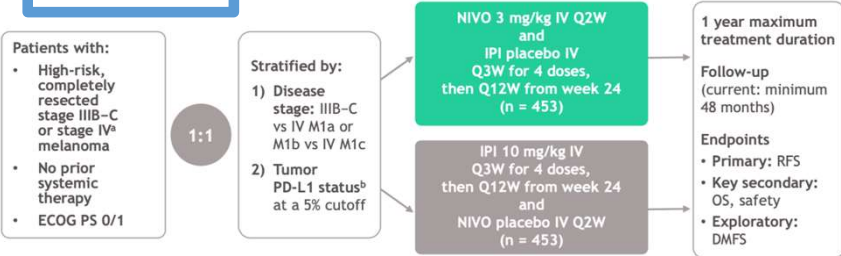 Patients with:
• High-risk,
completely
resected
stage IIIB–C
or stage IVᵃ
melanoma
• No prior
systemic
therapy
• ECOG PS 0/1
1:1
Stratified by:
1) Disease
stage: IIIB–C
vs IV M1a or
M1b vs IV M1c
2) Tumor
PD-L1 statusᵇ
at a 5% cutoff
NIVO 3 mg/kg IV Q2W
and
IPI placebo IV
Q3W for 4 doses,
then Q12W from week 24
(n = 453)
IPI 10 mg/kg IV
Q3W for 4 doses,
then Q12W from week 24
and
NIVO placebo IV Q2W
(n = 453)
1 year maximum
treatment duration
Follow-up
(current: minimum
48 months)
Endpoints
• Primary: RFS
• Key secondary:
OS, safety
• Exploratory:
DMFS